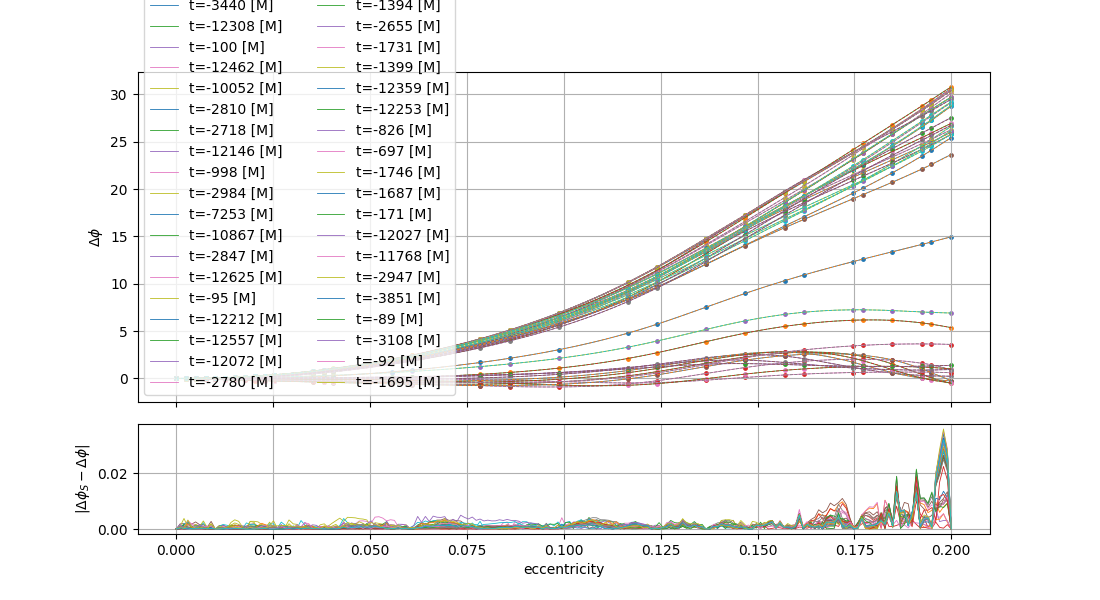 t=-3440 [M] t=-1394 [M]
t=-12308 [M] t=-2655 [M]
t=-100 [M] t=-1731 [M]
t=-12462 [M] t=-1399 [M]
t=-10052 [M] t=-12359 [M]
t=-2810 [M] t=-12253 [M]
t=-2718 [M] t=-826 [M]
t=-12146 [M] t=-697 [M]
t=-998 [M] t=-1746 [M]
t=-2984 [M] t=-1687 [M]
t=-7253 [M] t=-171 [M]
t=-10867 [M] t=-12027 [M]
t=-2847 [M] t=-11768 [M]
t=-12625 [M] t=-2947 [M]
t=-95 [M] t=-3851 [M]
t=-12212 [M] t=-89 [M]
t=-12557 [M] t=-3108 [M]
t=-12072 [M] t=-92 [M]
t=-2780 [M] t=-1695 [M]
30
25
20
15
10
5
0
Δϕ
0.02
0.00
|Δϕ_S − Δϕ|
0.000 0.025 0.050 0.075 0.100 0.125 0.150 0.175 0.200
eccentricity